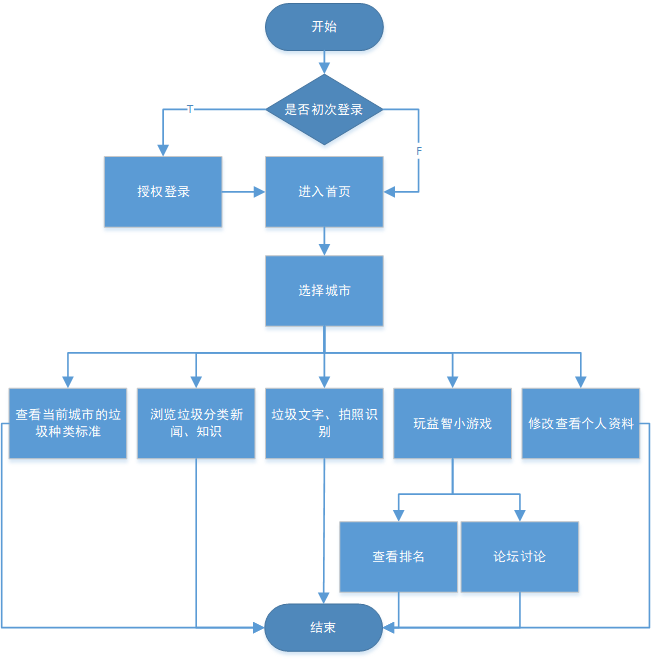 开始
是否初次登录
T
F
授权登录
进入首页
选择城市
查看当前城市的垃
圾种类标准
浏览垃圾分类新
闻、知识
垃圾文字、拍照识
别
玩益智小游戏
修改查看个人资料
查看排名
论坛讨论
结束